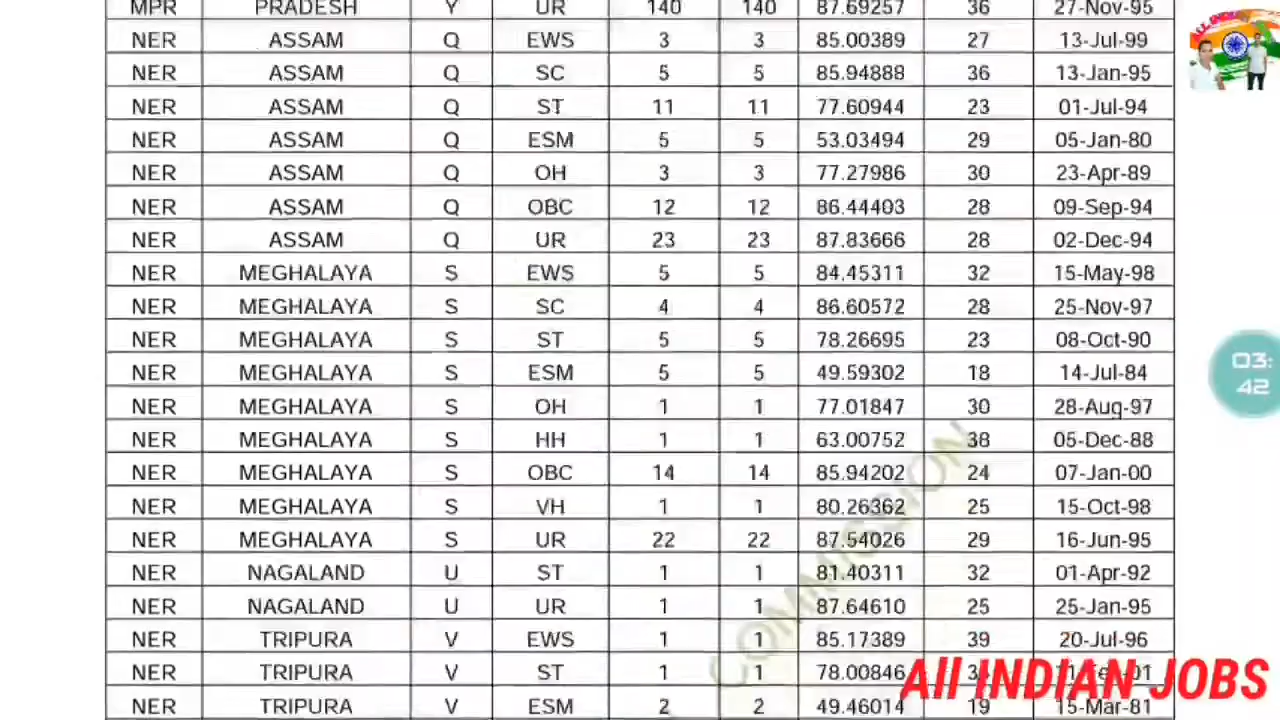 MPR PRADESH Y UR 140 140 87.69257 36 27-Nov-95
NER ASSAM Q EWS 3 3 85.00389 27 13-Jul-99
NER ASSAM Q SC 5 5 85.94888 36 13-Jan-95
NER ASSAM Q ST 11 11 77.60944 23 01-Jul-94
NER ASSAM Q ESM 5 5 53.03494 29 05-Jan-80
NER ASSAM Q OH 3 3 77.27986 30 23-Apr-89
NER ASSAM Q OBC 12 12 86.44403 28 09-Sep-94
NER ASSAM Q UR 23 23 87.83666 28 02-Dec-94
NER MEGHALAYA S EWS 5 5 84.45311 32 15-May-98
NER MEGHALAYA S SC 4 4 86.60572 28 25-Nov-97
NER MEGHALAYA S ST 5 5 78.26695 23 08-Oct-90
03:
NER MEGHALAYA S ESM 5 5 49.59302 18 14-Jul-84
42
NER MEGHALAYA S OH 1 1 77.01847 30 28-Aug-97
NER MEGHALAYA S HH 1 1 63.00752 38 05-Dec-88
NER MEGHALAYA S OBC 14 14 85.94202 24 07-Jan-00
NER MEGHALAYA S VH 1 1 80.26362 25 15-Oct-98
NER MEGHALAYA S UR 22 22 87.54026 29 16-Jun-95
NER NAGALAND U ST 1 1 81.40311 32 01-Apr-92
NER NAGALAND U UR 1 1 87.64610 25 25-Jan-95
COMMISSION
NER TRIPURA V EWS 1 1 85.17389 39 20-Jul-96
NER TRIPURA V ST 1 1 78.00846
All INDIAN JOBS
NER TRIPURA V ESM 2 2 49.46014 19 15-Mar-81